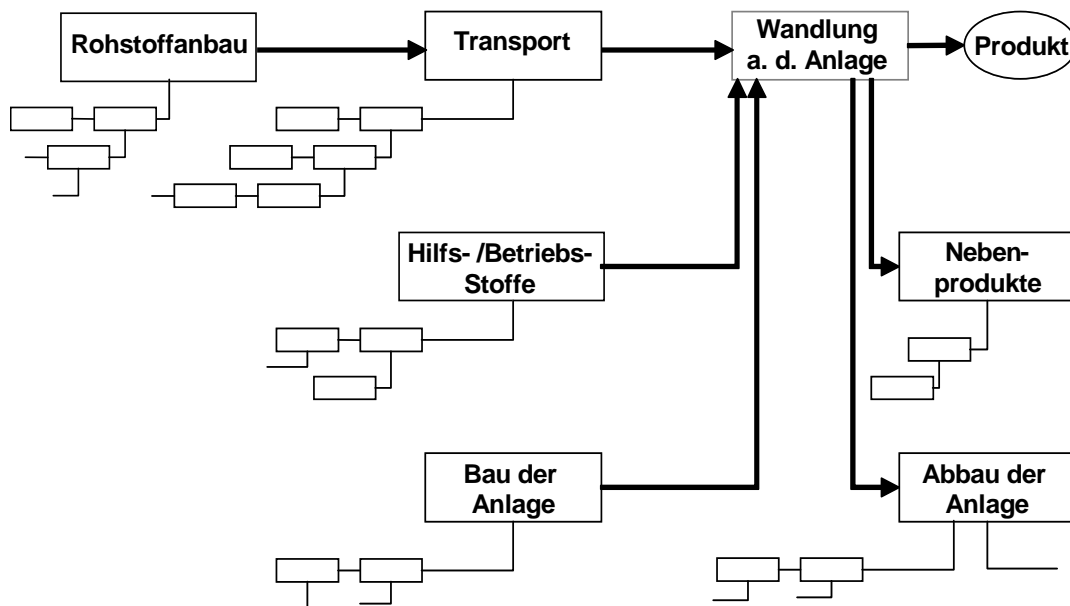 Rohstoffanbau
Transport
Wandlung
a. d. Anlage
Produkt
Hilfs- /Betriebs-
Stoffe
Neben-
produkte
Bau der
Anlage
Abbau der
Anlage